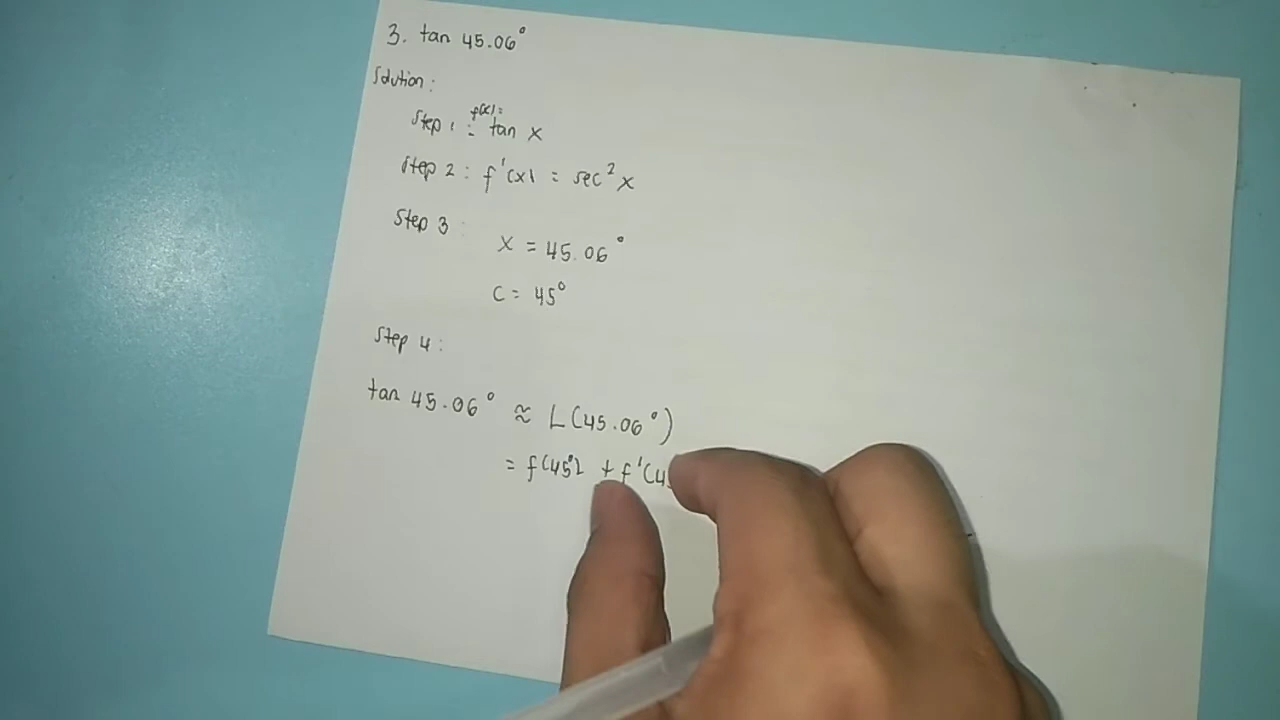 3. tan 45.06°
Solution:
f(x) =
Step 1 : tan x
Step 2 : f'(x) = sec² x
Step 3 :
x = 45.06°
c = 45°
Step 4 :
tan 45.06° ≈ L(45.06°)
= f(45°) + f'(4